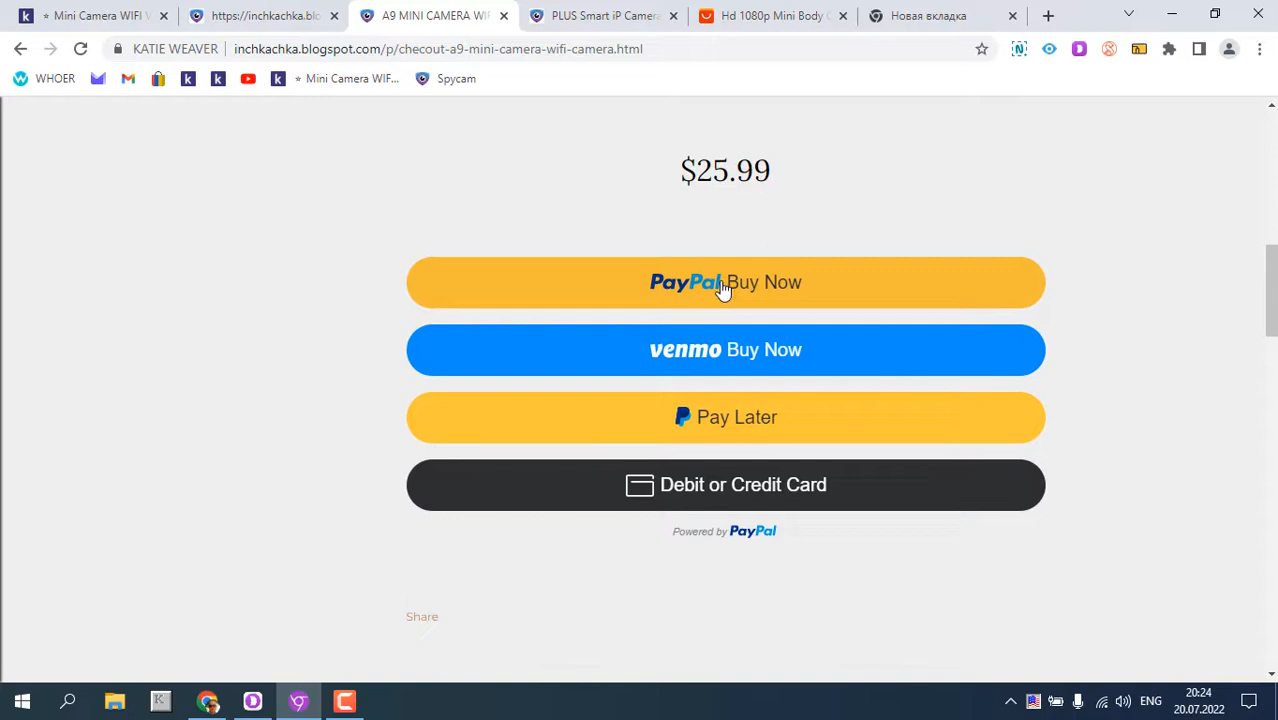 ⭐ Mini Camera WIFI V
https://inchkachka.blo
A9 MINI CAMERA WIF
PLUS Smart iP Camera
Hd 1080p Mini Body C
Новая вкладка
KATIE WEAVER
inchkachka.blogspot.com/p/checout-a9-mini-camera-wifi-camera.html
WHOER
⭐ Mini Camera WIF...
Spycam
$25.99
PayPal Buy Now
venmo Buy Now
Pay Later
Debit or Credit Card
Powered by PayPal
Share
ENG
20:24
20.07.2022